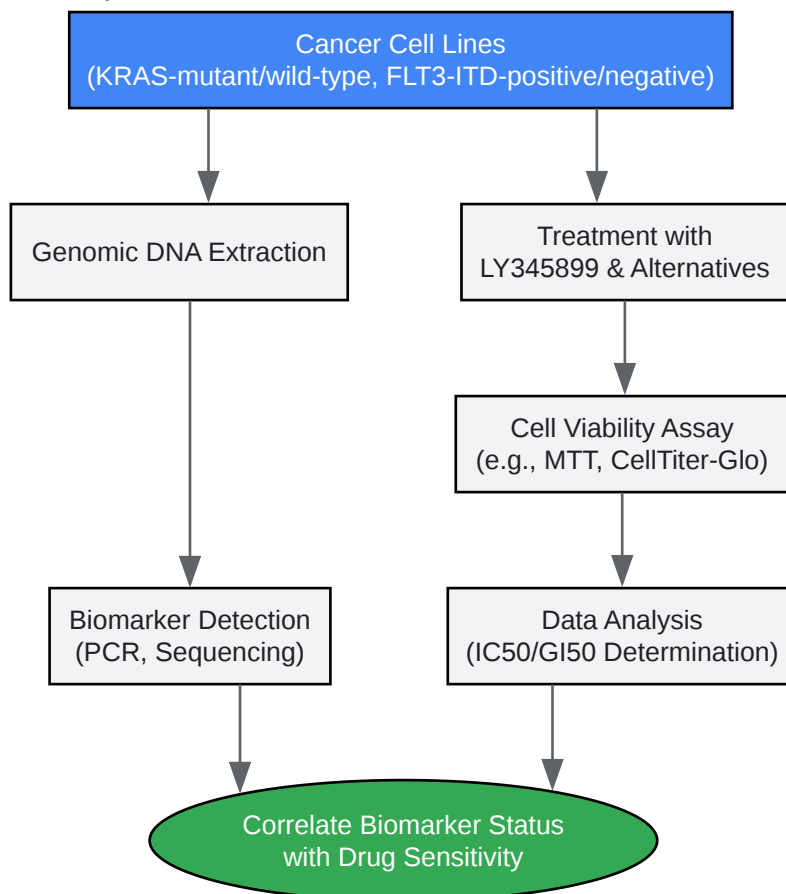 Cancer Cell Lines
(KRAS-mutant/wild-type, FLT3-ITD-positive/negative)
Genomic DNA Extraction
Treatment with
LY345899 & Alternatives
Cell Viability Assay
(e.g., MTT, CellTiter-Glo)
Biomarker Detection
(PCR, Sequencing)
Data Analysis
(IC50/GI50 Determination)
Correlate Biomarker Status
with Drug Sensitivity